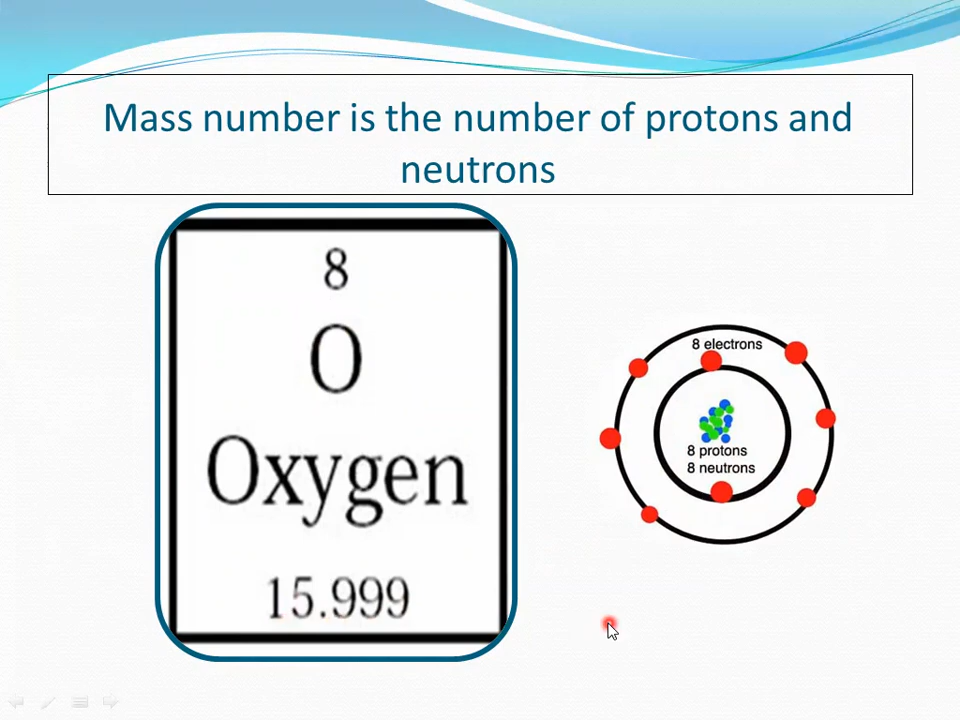 Mass number is the number of protons and
neutrons
8
O
Oxygen
15.999
8 electrons
8 protons
8 neutrons